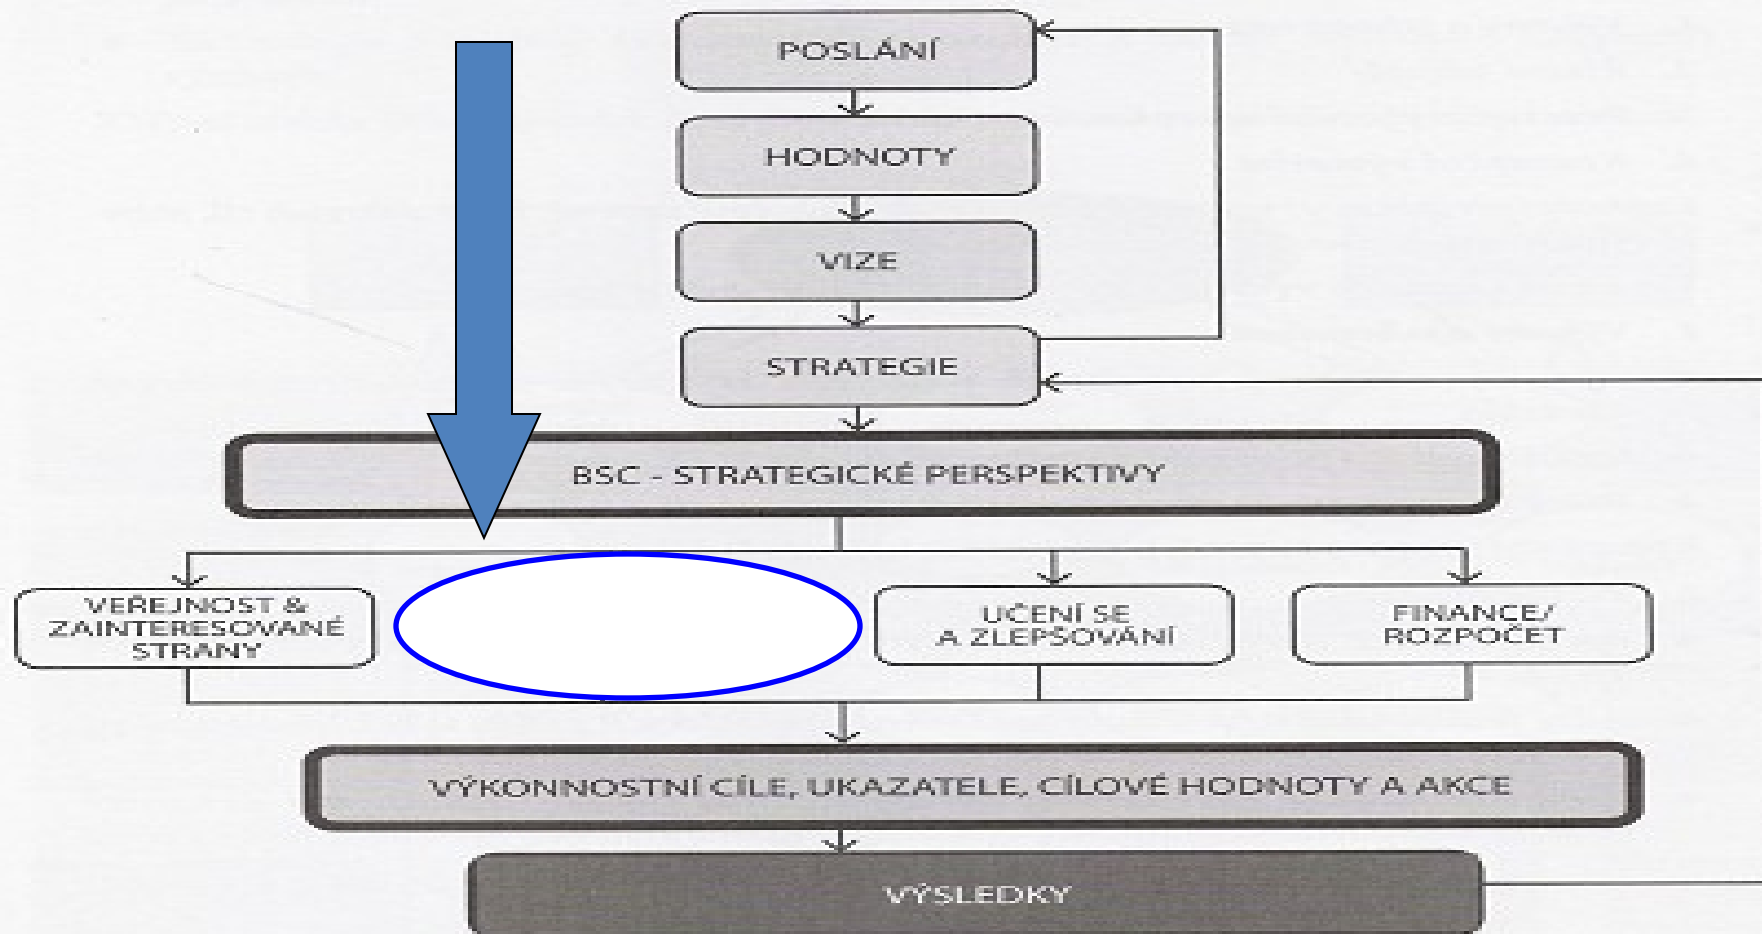 POSLÁNÍ
HODNOTY
VIZE
STRATEGIE
BSC - STRATEGICKÉ PERSPEKTIVY
VEŘEJNOST &
ZAINTERESOVANÉ
STRANY
UČENÍ SE
A ZLEPŠOVÁNÍ
FINANCE/
ROZPOČET
VÝKONNOSTNÍ CÍLE, UKAZATELE, CÍLOVÉ HODNOTY A AKCE
VÝSLEDKY